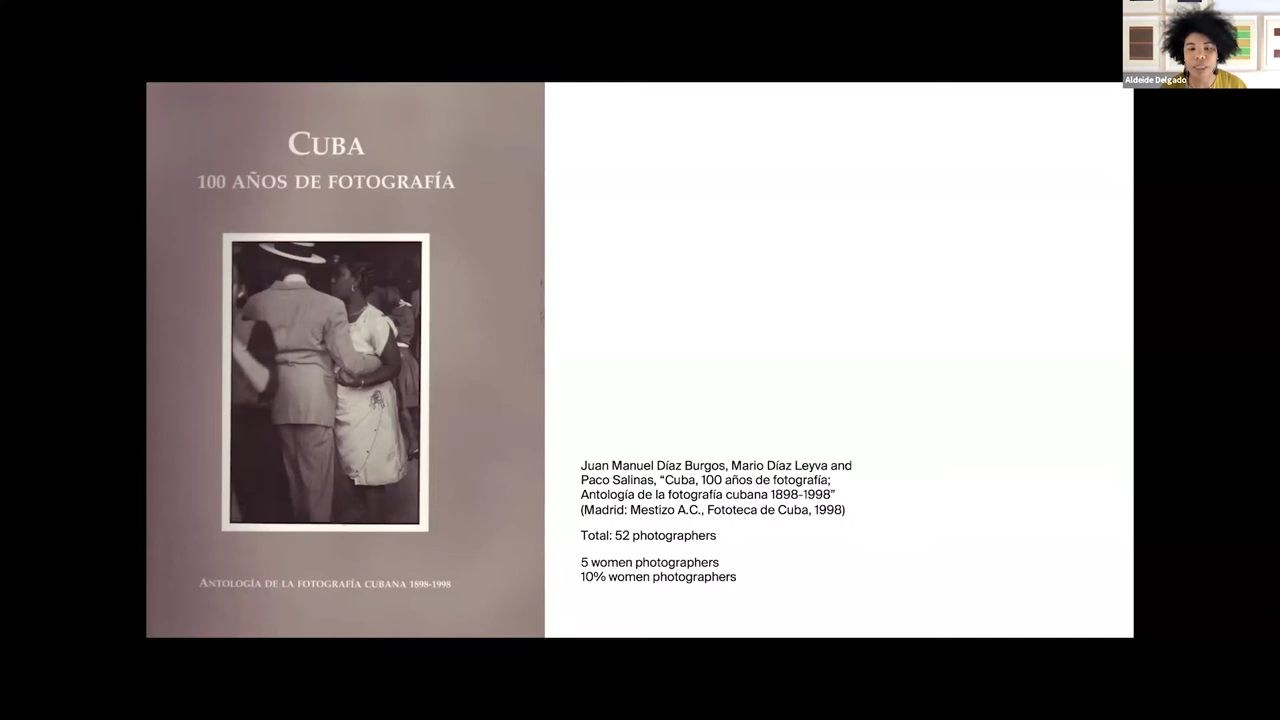 Aldeide Delgado
CUBA
100 AÑOS DE FOTOGRAFÍA
ANTOLOGÍA DE LA FOTOGRAFÍA CUBANA 1898-1998
Juan Manuel Díaz Burgos, Mario Díaz Leyva and
Paco Salinas, “Cuba, 100 años de fotografía;
Antología de la fotografía cubana 1898-1998”
(Madrid: Mestizo A.C., Fototeca de Cuba, 1998)
Total: 52 photographers
5 women photographers
10% women photographers